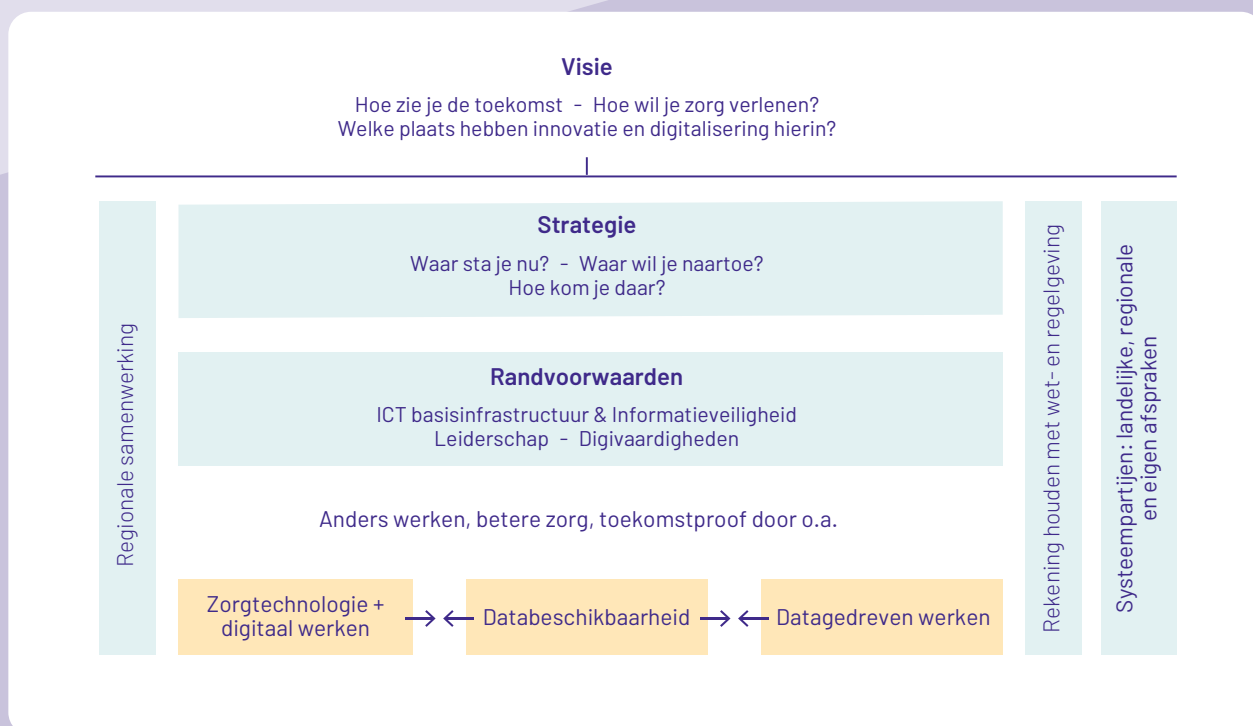 Visie
Hoe zie je de toekomst - Hoe wil je zorg verlenen?
Welke plaats hebben innovatie en digitalisering hierin?
Regionale samenwerking
Strategie
Waar sta je nu? - Waar wil je naartoe?
Hoe kom je daar?
Randvoorwaarden
ICT basisinfrastructuur & Informatieveiligheid
Leiderschap - Digivaardigheden
Anders werken, betere zorg, toekomstproof door o.a.
Zorgtechnologie +
digitaal werken
Databeschikbaarheid
Datagedreven werken
Rekening houden met wet- en regelgeving
Systeempartijen: landelijke, regionale
en eigen afspraken